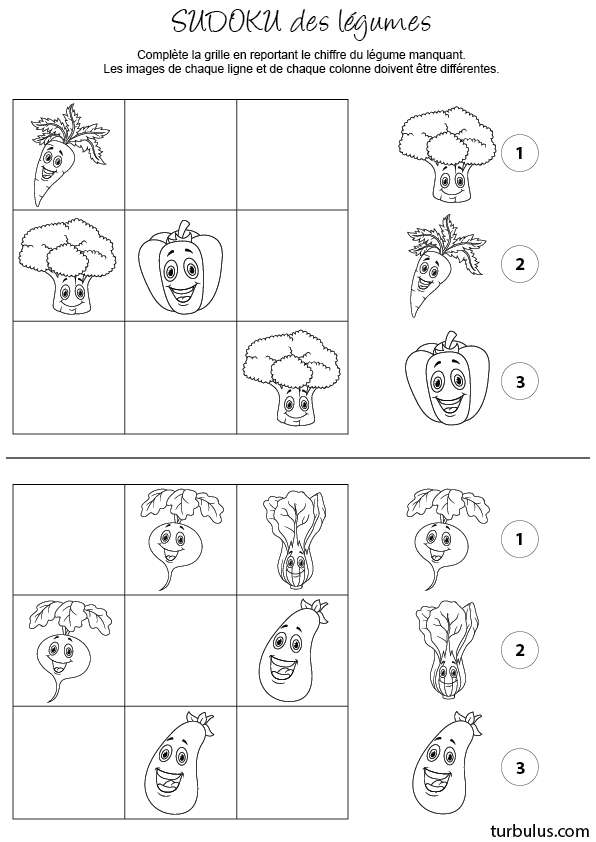 SUDOKU des légumes
Complète la grille en reportant le chiffre du légume manquant.
Les images de chaque ligne et de chaque colonne doivent être différentes.
1
2
3
1
2
3
turbulus.com